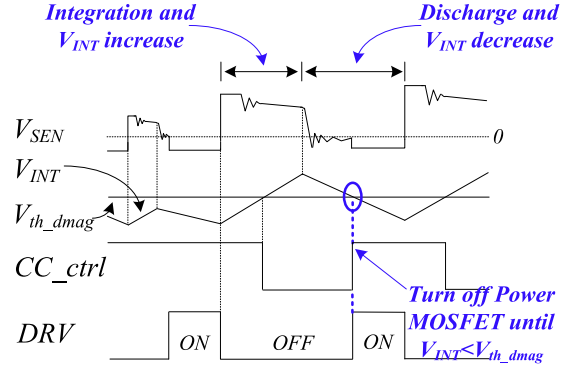 Integration and
V_INT increase
Discharge and
V_INT decrease
V_SEN
0
V_INT
V_th_dmag
CC_ctrl
Turn off Power
MOSFET until
V_INT<V_th_dmag
DRV
ON
OFF
ON